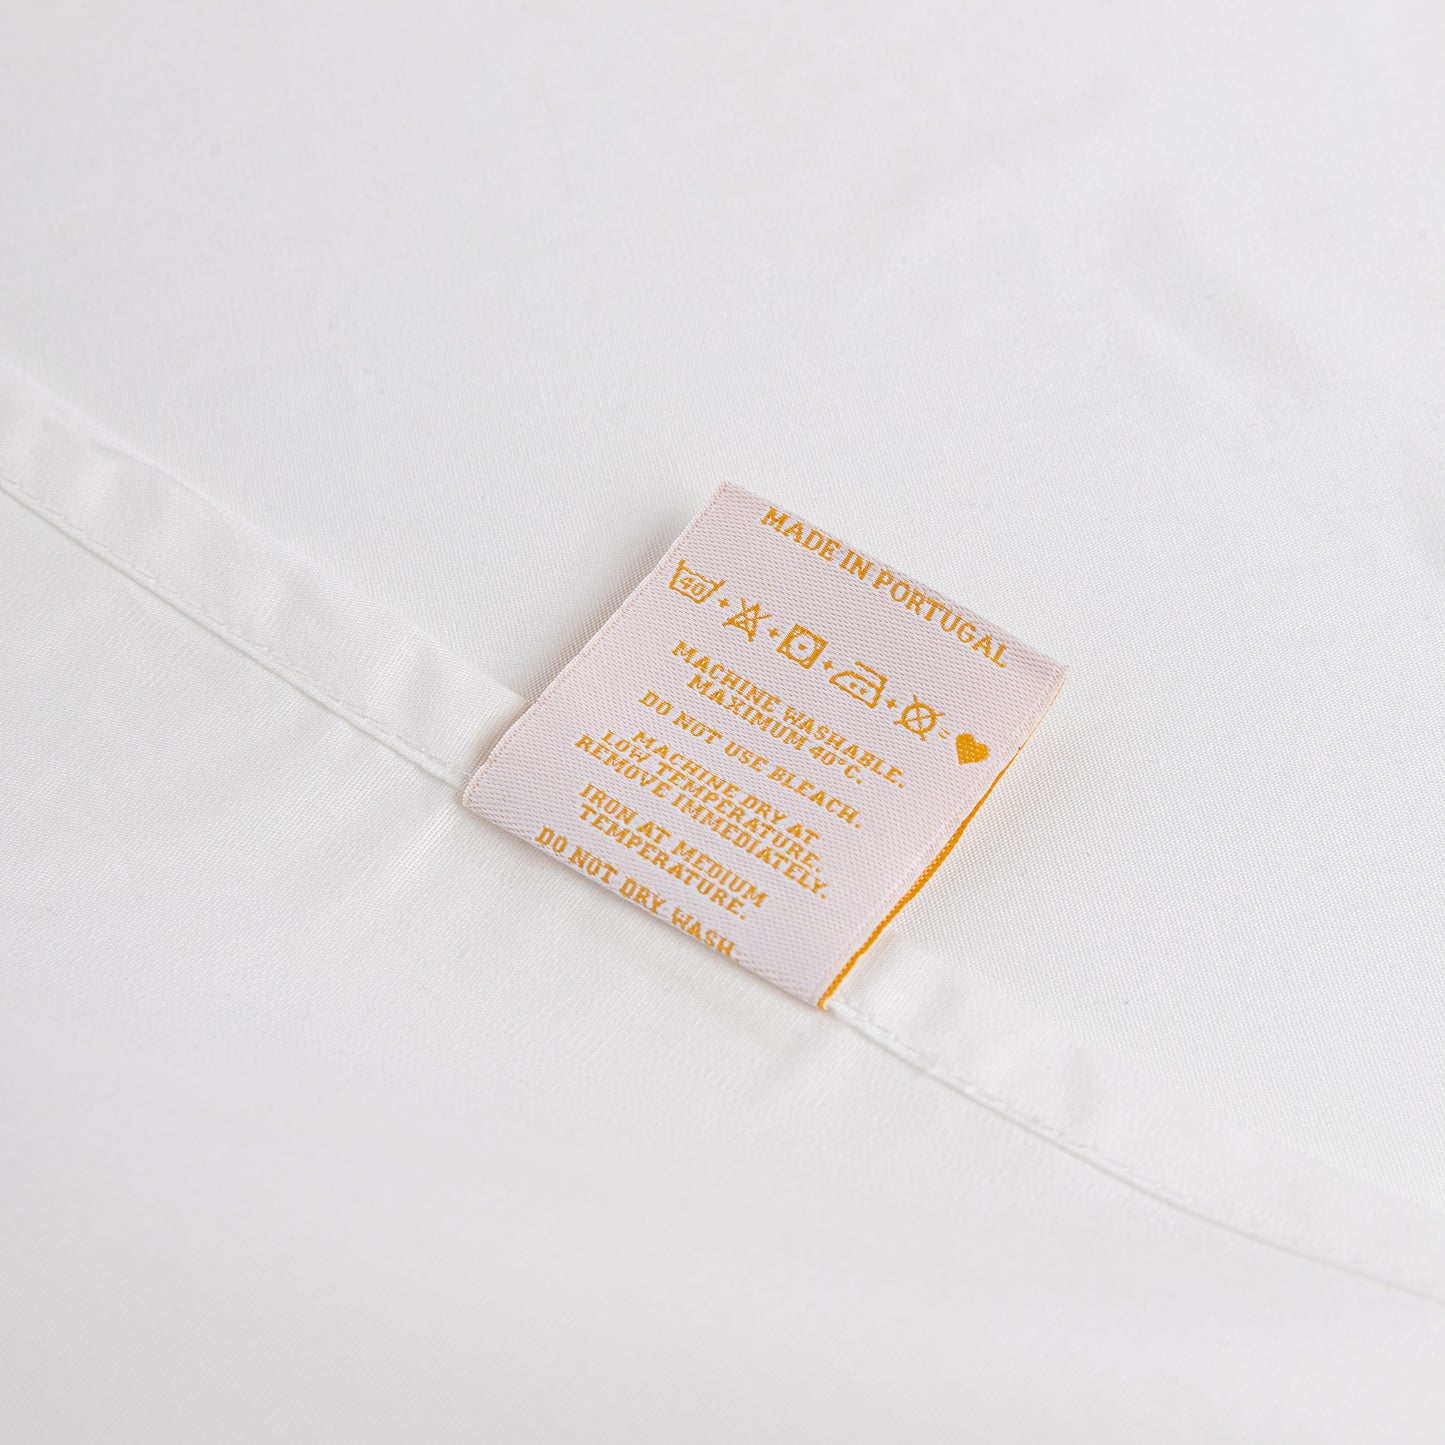 MADE IN PORTUGAL
40
MACHINE WASHABLE.
MAXIMUM 40°C.
DO NOT USE BLEACH.
MACHINE DRY AT
LOW TEMPERATURE.
REMOVE IMMEDIATELY.
IRON AT MEDIUM
TEMPERATURE.
DO NOT DRY WASH